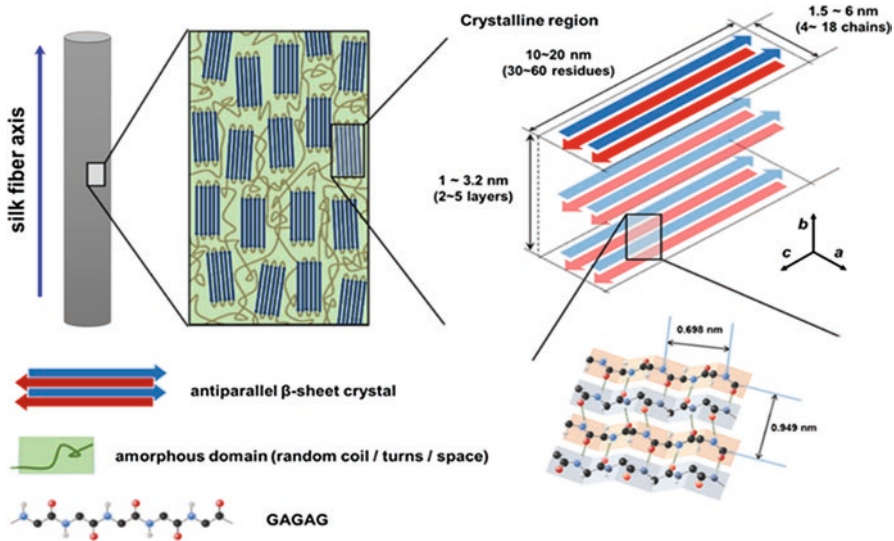 silk fiber axis
Crystalline region
10~20 nm
(30~60 residues)
1.5 ~ 6 nm
(4~ 18 chains)
1 ~ 3.2 nm
(2~5 layers)
b
c
a
0.698 nm
0.949 nm
antiparallel β-sheet crystal
amorphous domain (random coil / turns / space)
GAGAG